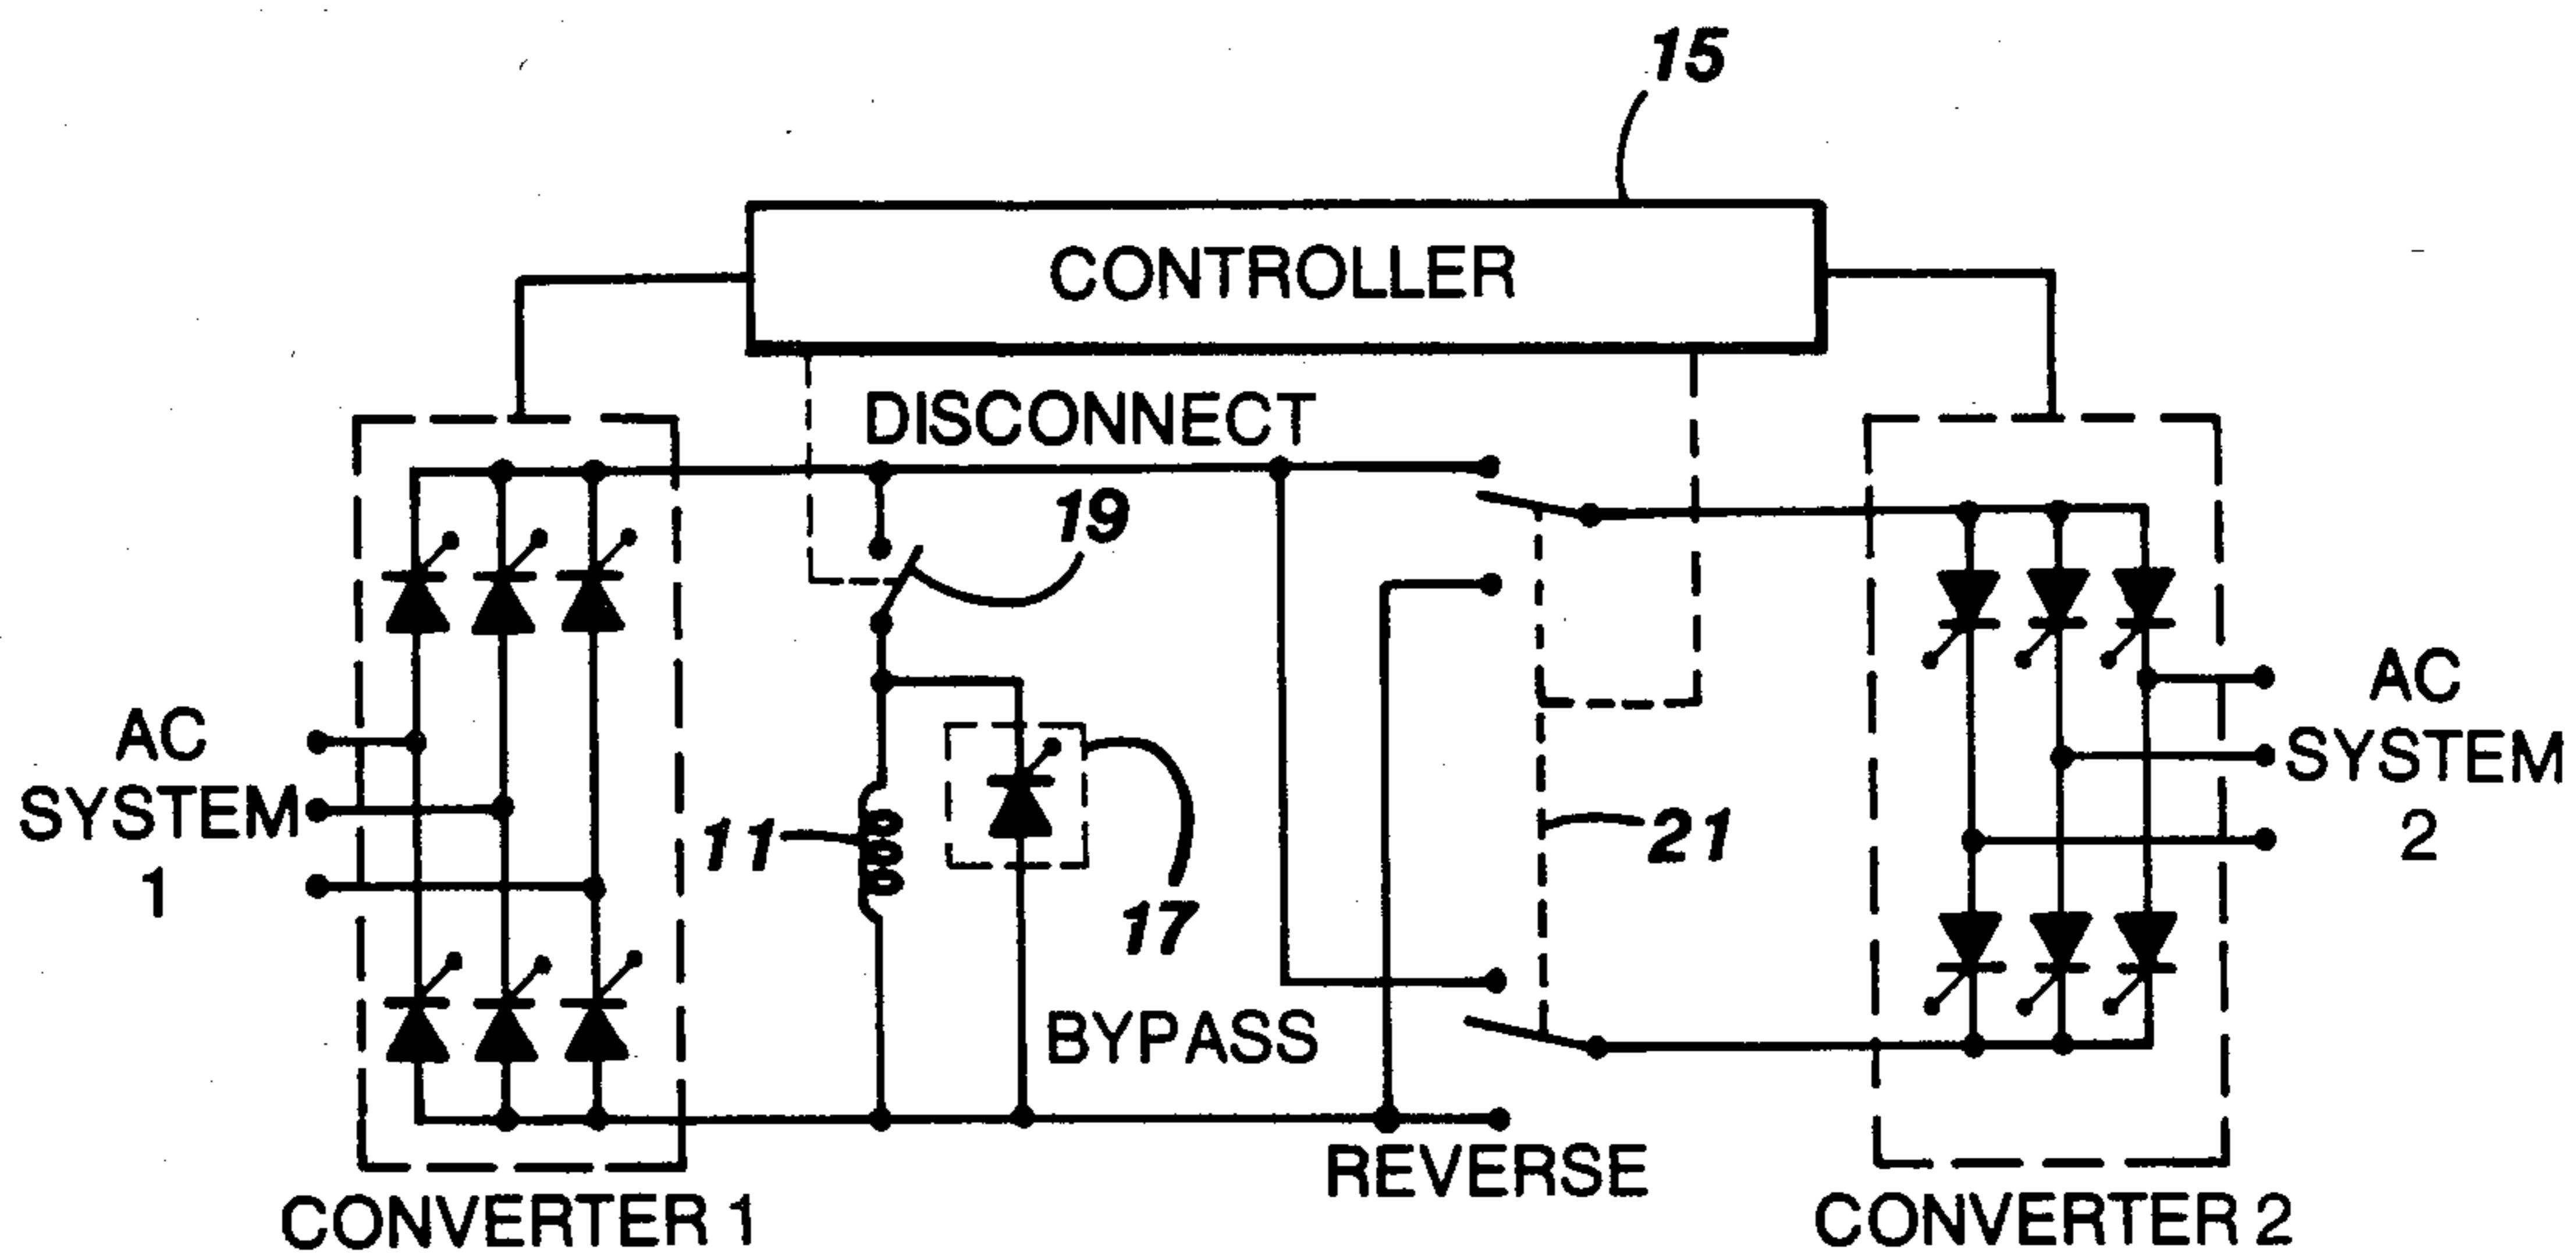 15
CONTROLLER
DISCONNECT
19
AC
SYSTEM
1
11
17
21
AC
SYSTEM
2
BYPASS
REVERSE
CONVERTER 1
CONVERTER 2